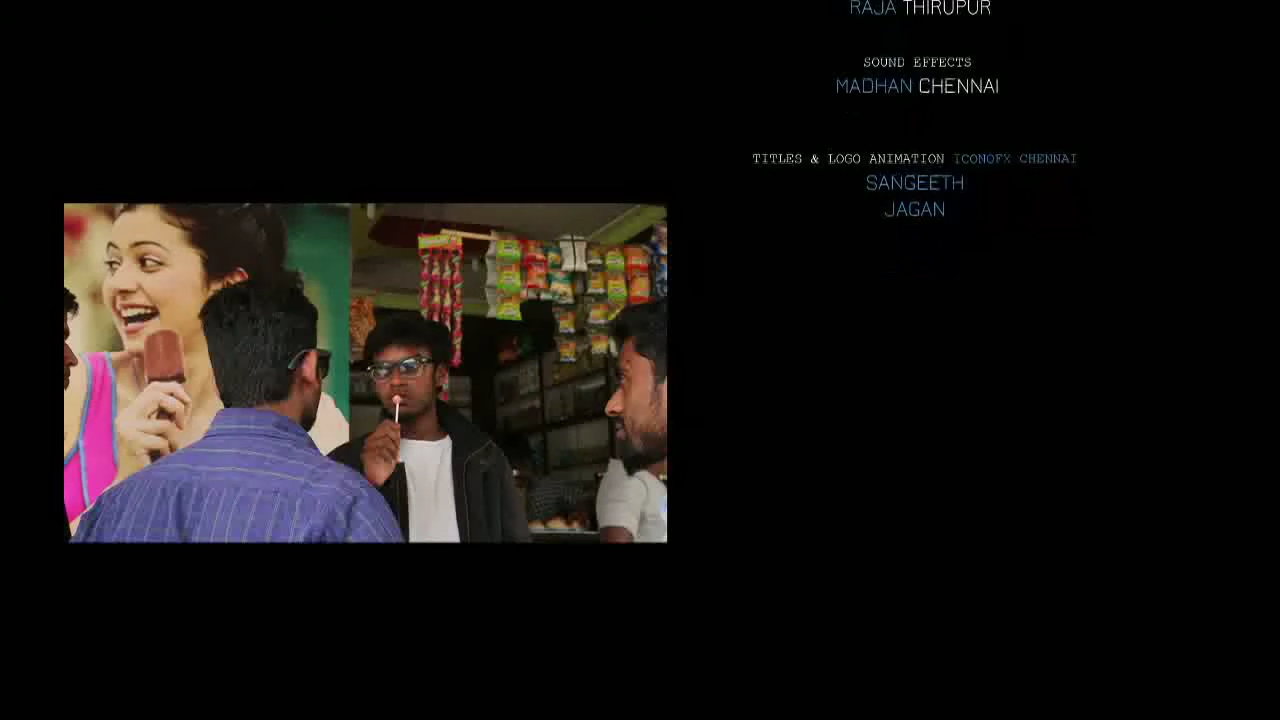 RAJA THIRUPUR
SOUND EFFECTS
MADHAN CHENNAI
TITLES & LOGO ANIMATION ICONOFX CHENNAI
SANGEETH
JAGAN